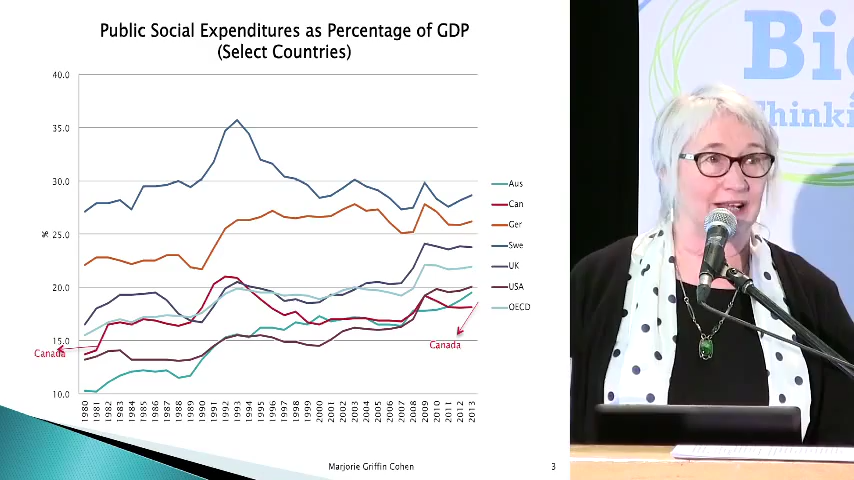 Public Social Expenditures as Percentage of GDP
(Select Countries)
40.0
35.0
30.0
% 25.0
20.0
15.0
10.0
Canada
Canada
Aus
Can
Ger
Swe
UK
USA
OECD
1980 1981 1982 1983 1984 1985 1986 1987 1988 1989 1990 1991 1992 1993 1994 1995 1996 1997 1998 1999 2000 2001 2002 2003 2004 2005 2006 2007 2008 2009 2010 2011 2012 2013
Marjorie Griffin Cohen
3